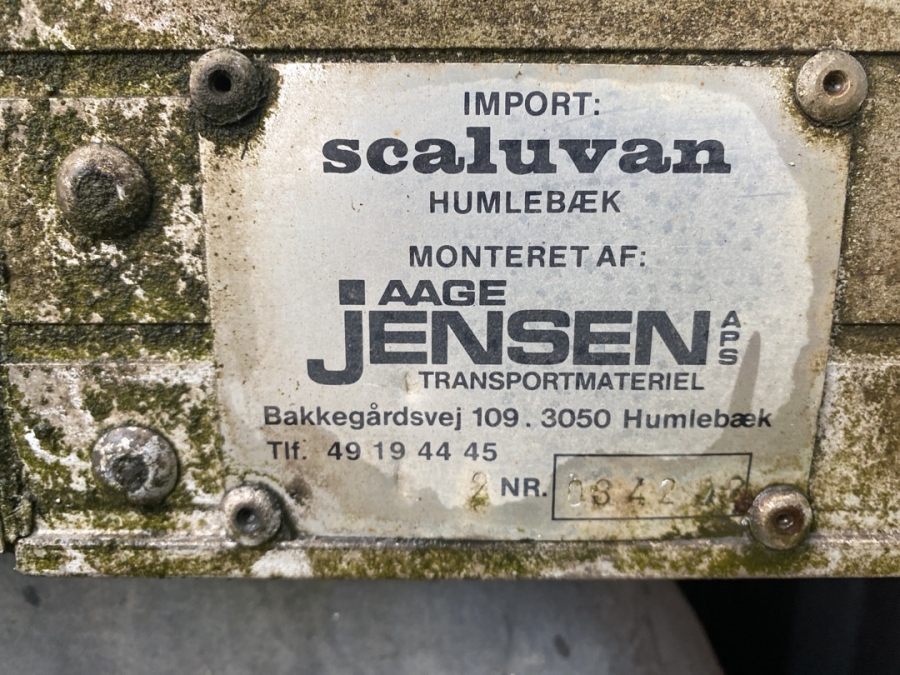 IMPORT:
scaluvan
HUMLEBÆK
MONTERET AF:
AAGE
JENSEN APS
TRANSPORTMATERIEL
Bakkegårdsvej 109. 3050 Humlebæk
Tlf. 49 19 44 45
2 NR.